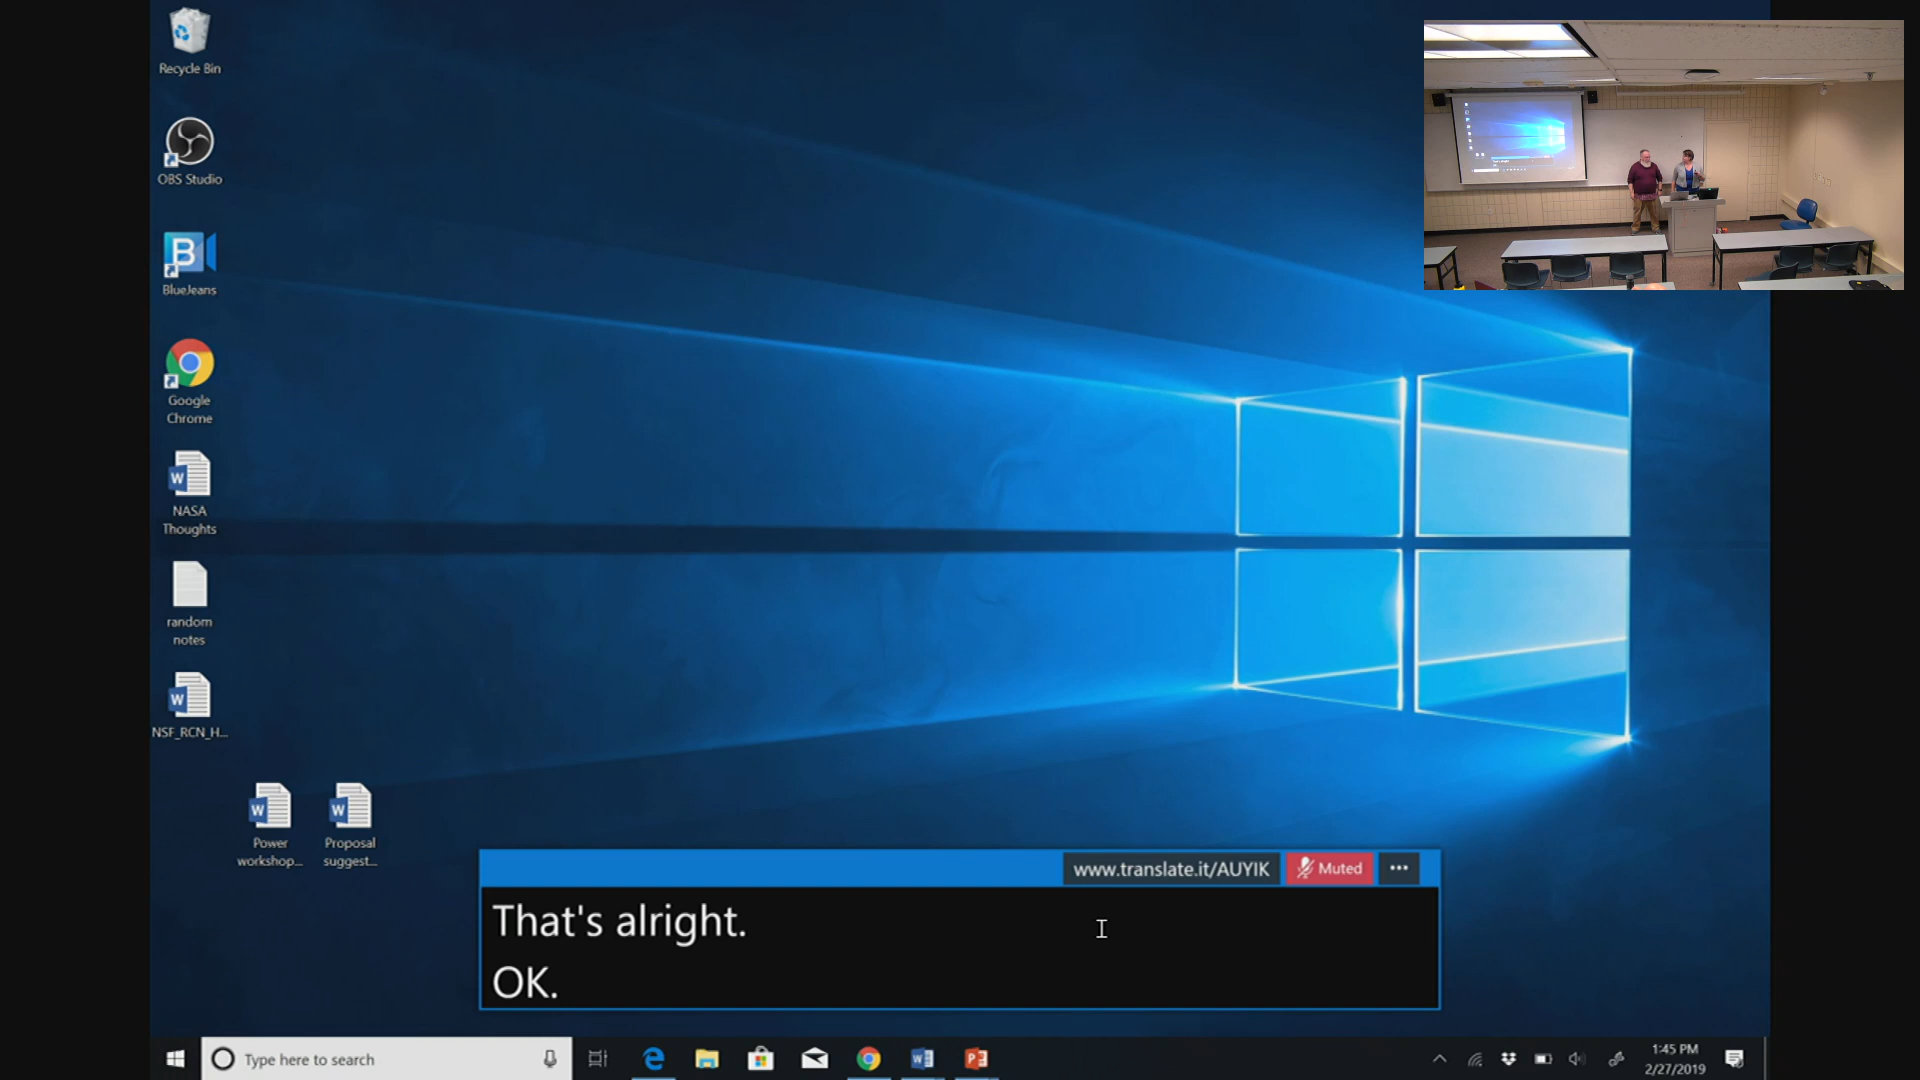 Recycle Bin
OBS Studio
BlueJeans
Google
Chrome
NASA
Thoughts
random
notes
NSF_RCN_H...
Power
workshop...
Proposal
suggest...
www.translate.it/AUYIK
Muted
That's alright.
OK.
Type here to search
1:45 PM
2/27/2019